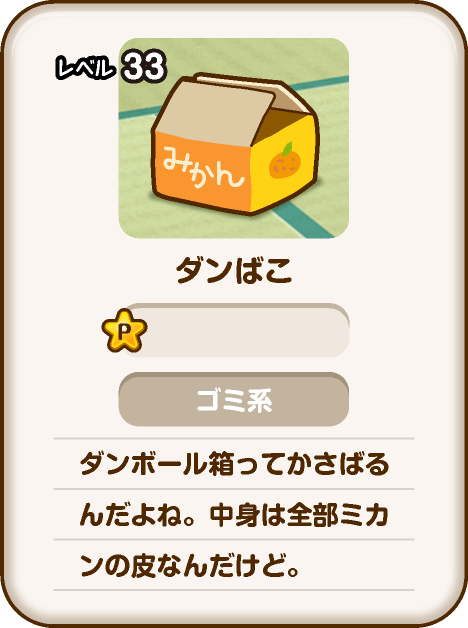 レベル 33
みかん
ダンばこ
P
ゴミ系
ダンボール箱ってかさばる
んだよね。中身は全部ミカ
ンの皮なんだけど。